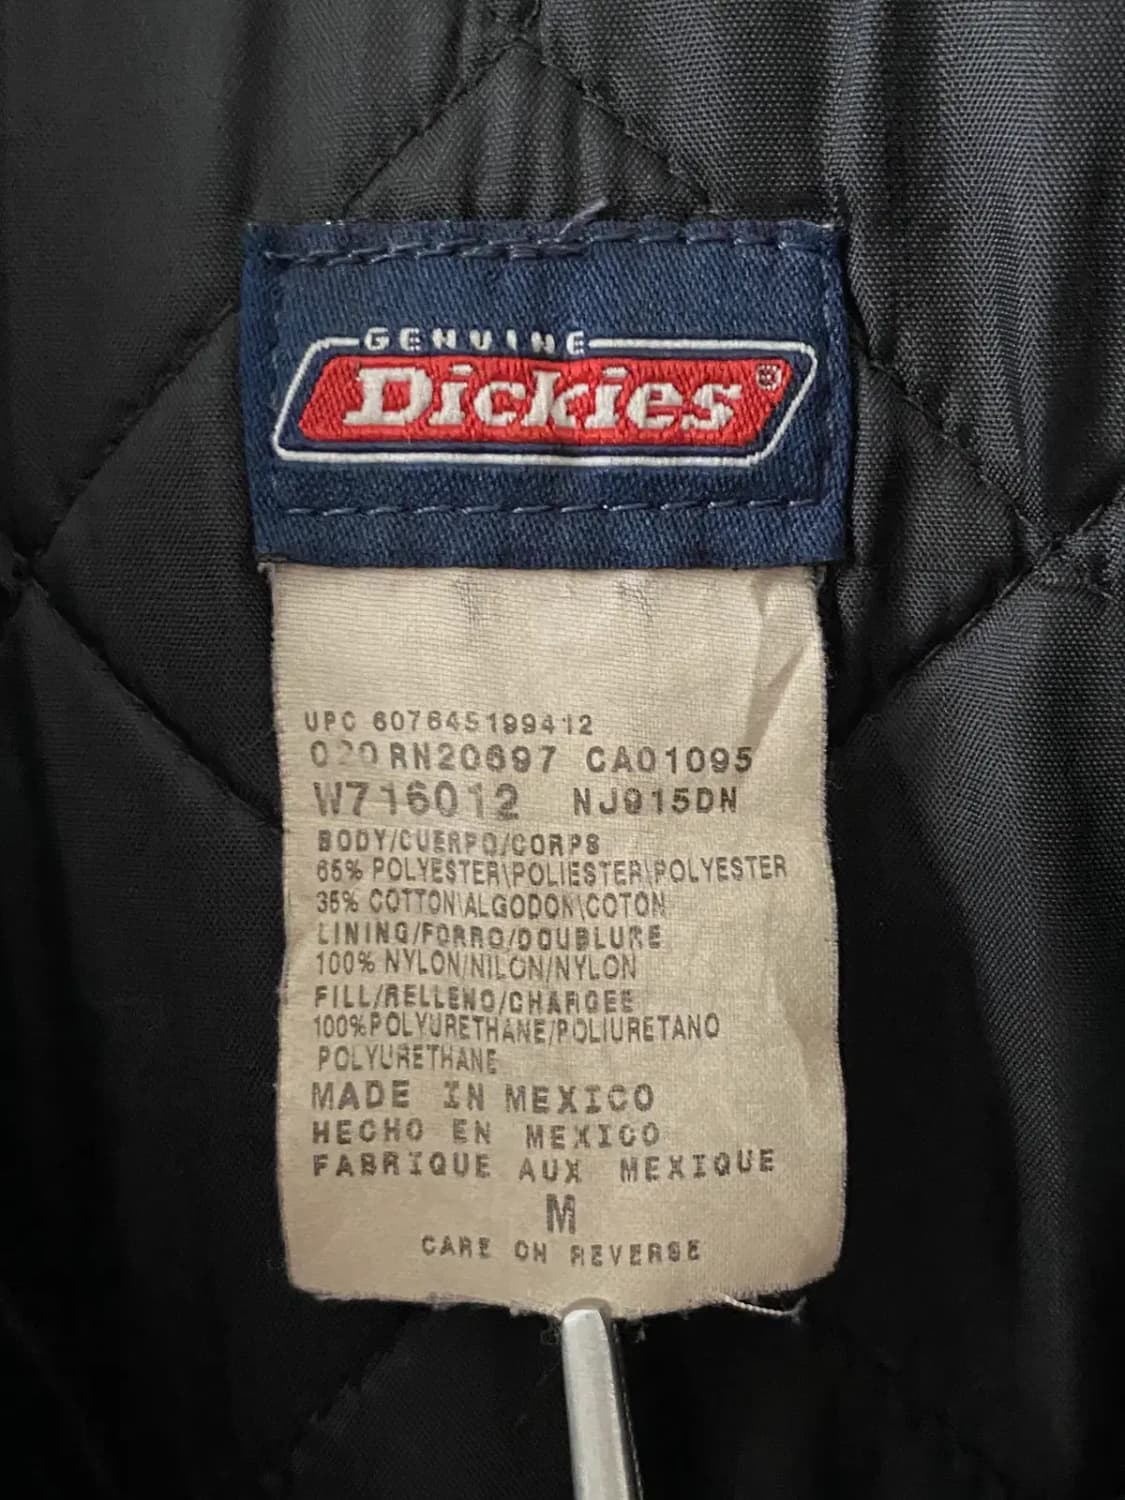 GENUINE
Dickies®
UPC 607645199412
020 RN20697 CA01095
W716012 NJ915DN
BODY/CUERPO/CORPS
65% POLYESTER\POLIESTER\POLYESTER
35% COTTON\ALGODON\COTON
LINING/FORRO/DOUBLURE
100% NYLON/NILON/NYLON
FILL/RELLENO/CHARGEE
100%POLYURETHANE/POLIURETANO
POLYURETHANE
MADE IN MEXICO
HECHO EN MEXICO
FABRIQUE AUX MEXIQUE
M
CARE ON REVERSE